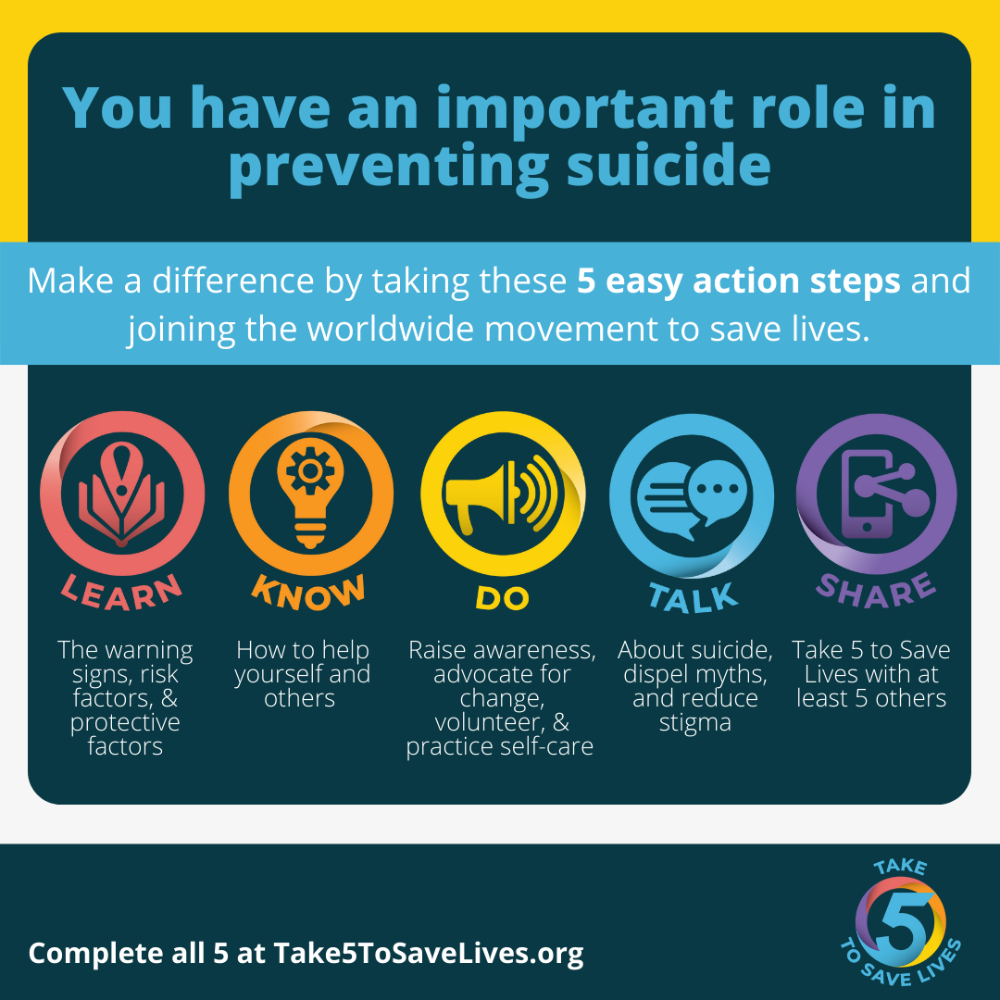 You have an important role in
preventing suicide
Make a difference by taking these 5 easy action steps and
joining the worldwide movement to save lives.
LEARN
The warning
signs, risk
factors, &
protective
factors
KNOW
How to help
yourself and
others
DO
Raise awareness,
advocate for
change,
volunteer, &
practice self-care
TALK
About suicide,
dispel myths,
and reduce
stigma
SHARE
Take 5 to Save
Lives with at
least 5 others
Complete all 5 at Take5ToSaveLives.org
TAKE
5
TO SAVE LIVES